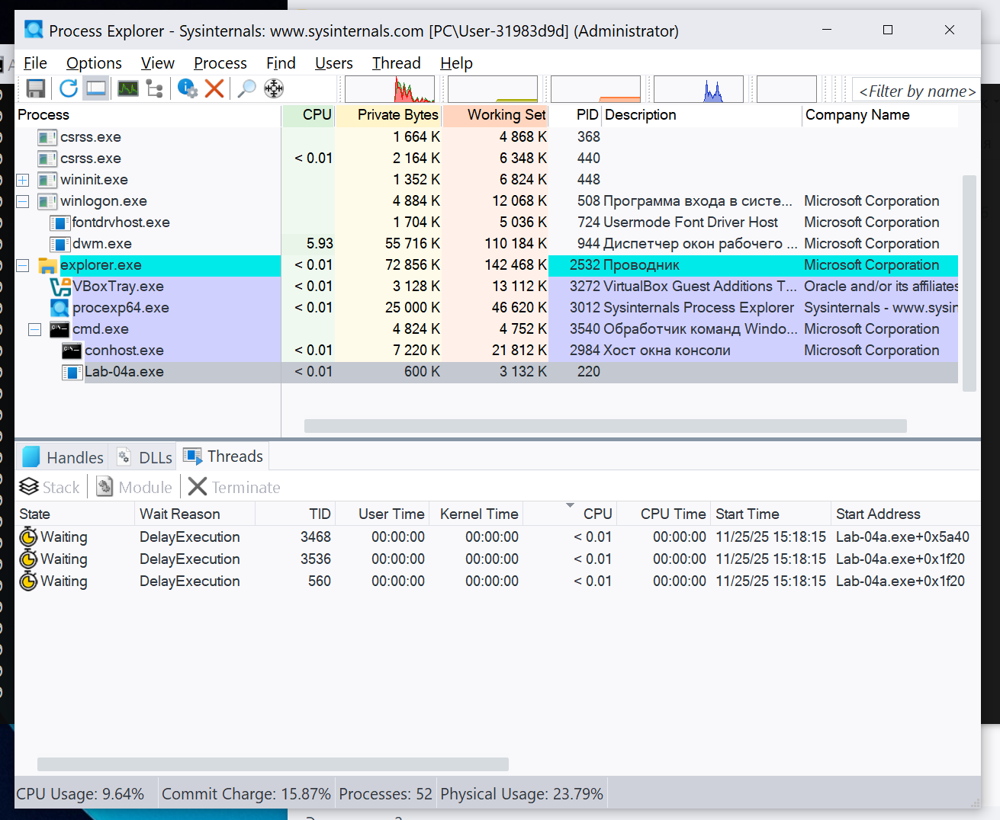 Process Explorer - Sysinternals: www.sysinternals.com [PC\User-31983d9d] (Administrator)
File Options View Process Find Users Thread Help
<Filter by name>
Process CPU Private Bytes Working Set PID Description Company Name
csrss.exe 1 664 K 4 868 K 368
csrss.exe < 0.01 2 164 K 6 348 K 440
wininit.exe 1 352 K 6 824 K 448
winlogon.exe 4 884 K 12 068 K 508 Программа входа в систе... Microsoft Corporation
fontdrvhost.exe 1 704 K 5 036 K 724 Usermode Font Driver Host Microsoft Corporation
dwm.exe 5.93 55 716 K 110 184 K 944 Диспетчер окон рабочего ... Microsoft Corporation
explorer.exe < 0.01 72 856 K 142 468 K 2532 Проводник Microsoft Corporation
VBoxTray.exe < 0.01 3 128 K 13 112 K 3272 VirtualBox Guest Additions T... Oracle and/or its affiliates
procexp64.exe < 0.01 25 000 K 46 620 K 3012 Sysinternals Process Explorer Sysinternals - www.sysin
cmd.exe 4 824 K 4 752 K 3540 Обработчик команд Windo... Microsoft Corporation
conhost.exe < 0.01 7 220 K 21 812 K 2984 Хост окна консоли Microsoft Corporation
Lab-04a.exe < 0.01 600 K 3 132 K 220
Handles DLLs Threads
Stack Module Terminate
State Wait Reason TID User Time Kernel Time CPU CPU Time Start Time Start Address
Waiting DelayExecution 3468 00:00:00 00:00:00 < 0.01 00:00:00 11/25/25 15:18:15 Lab-04a.exe+0x5a40
Waiting DelayExecution 3536 00:00:00 00:00:00 < 0.01 00:00:00 11/25/25 15:18:15 Lab-04a.exe+0x1f20
Waiting DelayExecution 560 00:00:00 00:00:00 < 0.01 00:00:00 11/25/25 15:18:15 Lab-04a.exe+0x1f20
CPU Usage: 9.64% Commit Charge: 15.87% Processes: 52 Physical Usage: 23.79%